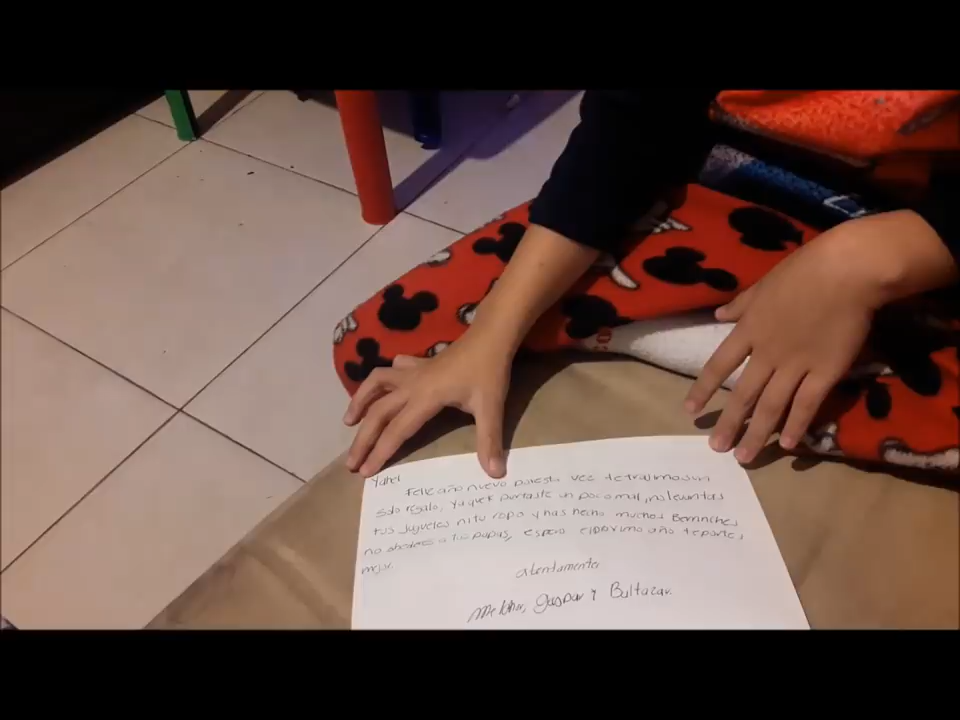 Yahel
Feliz año nuevo por esta vez te traimos un
solo regalo, ya que portaste un poco mal, no levantas
tus juguetes ni tu ropa y has hecho muchos Berrinches
no obedeces a tus papas, espero el próximo año te portes
mejor.
atentamente:
Melchor, Gaspar y Baltazar.